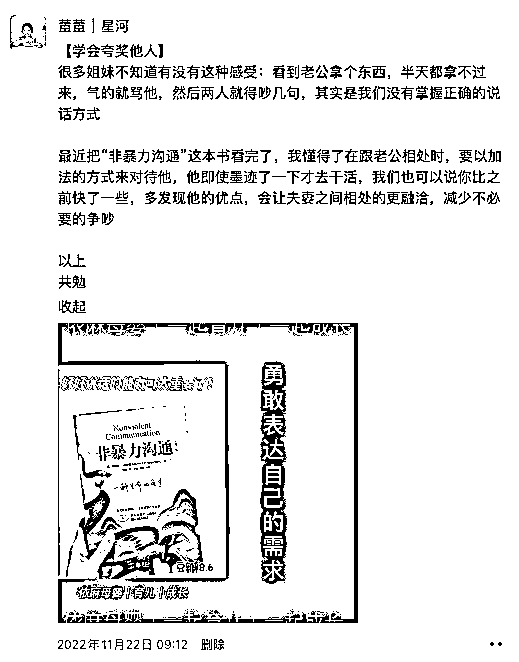 茁茁｜星河
【学会夸奖他人】
很多姐妹不知道有没有这种感受：看到老公拿个东西，半天都拿不过
来，气的就骂他，然后两人就得吵几句，其实是我们没有掌握正确的说
话方式
最近把“非暴力沟通”这本书看完了，我懂得了在跟老公相处时，要以加
法的方式来对待他，他即使墨迹了一下才去干活，我们也可以说你比之
前快了一些，多发现他的优点，会让夫妻之间相处的更融洽，减少不必
要的争吵
以上
共勉
收起
Nonviolent
Communication
非暴力沟通
勇敢表达自己的需求
2022年11月22日 09:12 删除